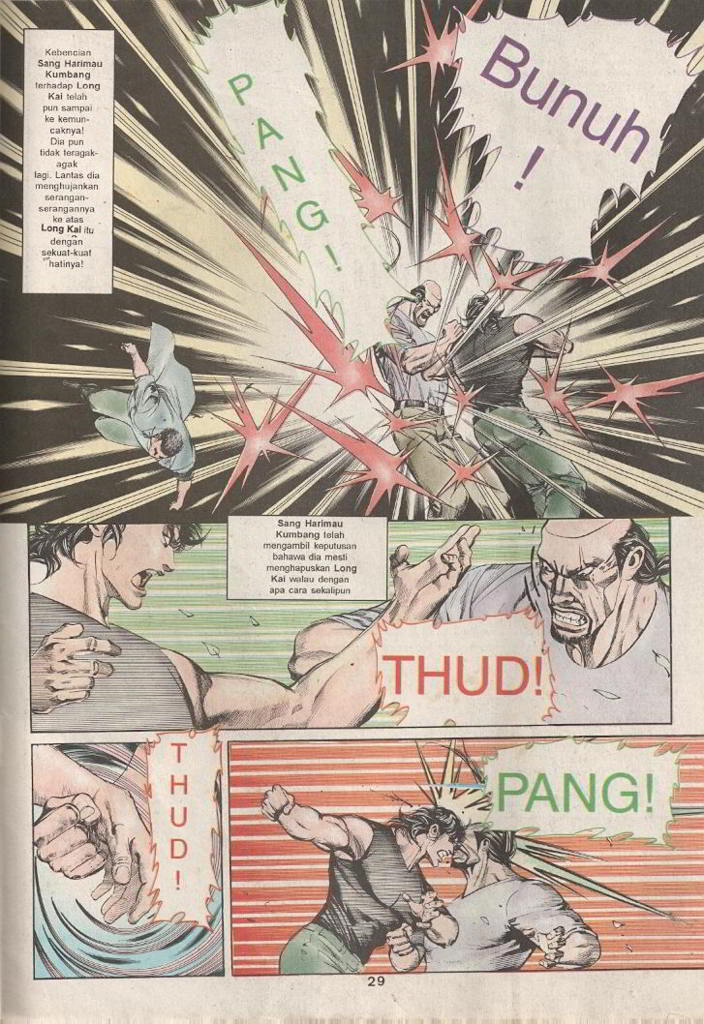 Kebencian
Sang Harimau
Kumbang
terhadap Long
Kai telah
pun sampai
ke kemun-
caknya!
Dia pun
tidak teragak-
agak
lagi. Lantas dia
menghujankan
serangan-
serangannya
ke atas
Long Kai itu
dengan
sekuat-kuat
hatinya!
PANG!
Bunuh
!
Sang Harimau
Kumbang telah
mengambil keputusan
bahawa dia mesti
menghapuskan Long
Kai walau dengan
apa cara sekalipun
THUD!
THUD!
PANG!
29